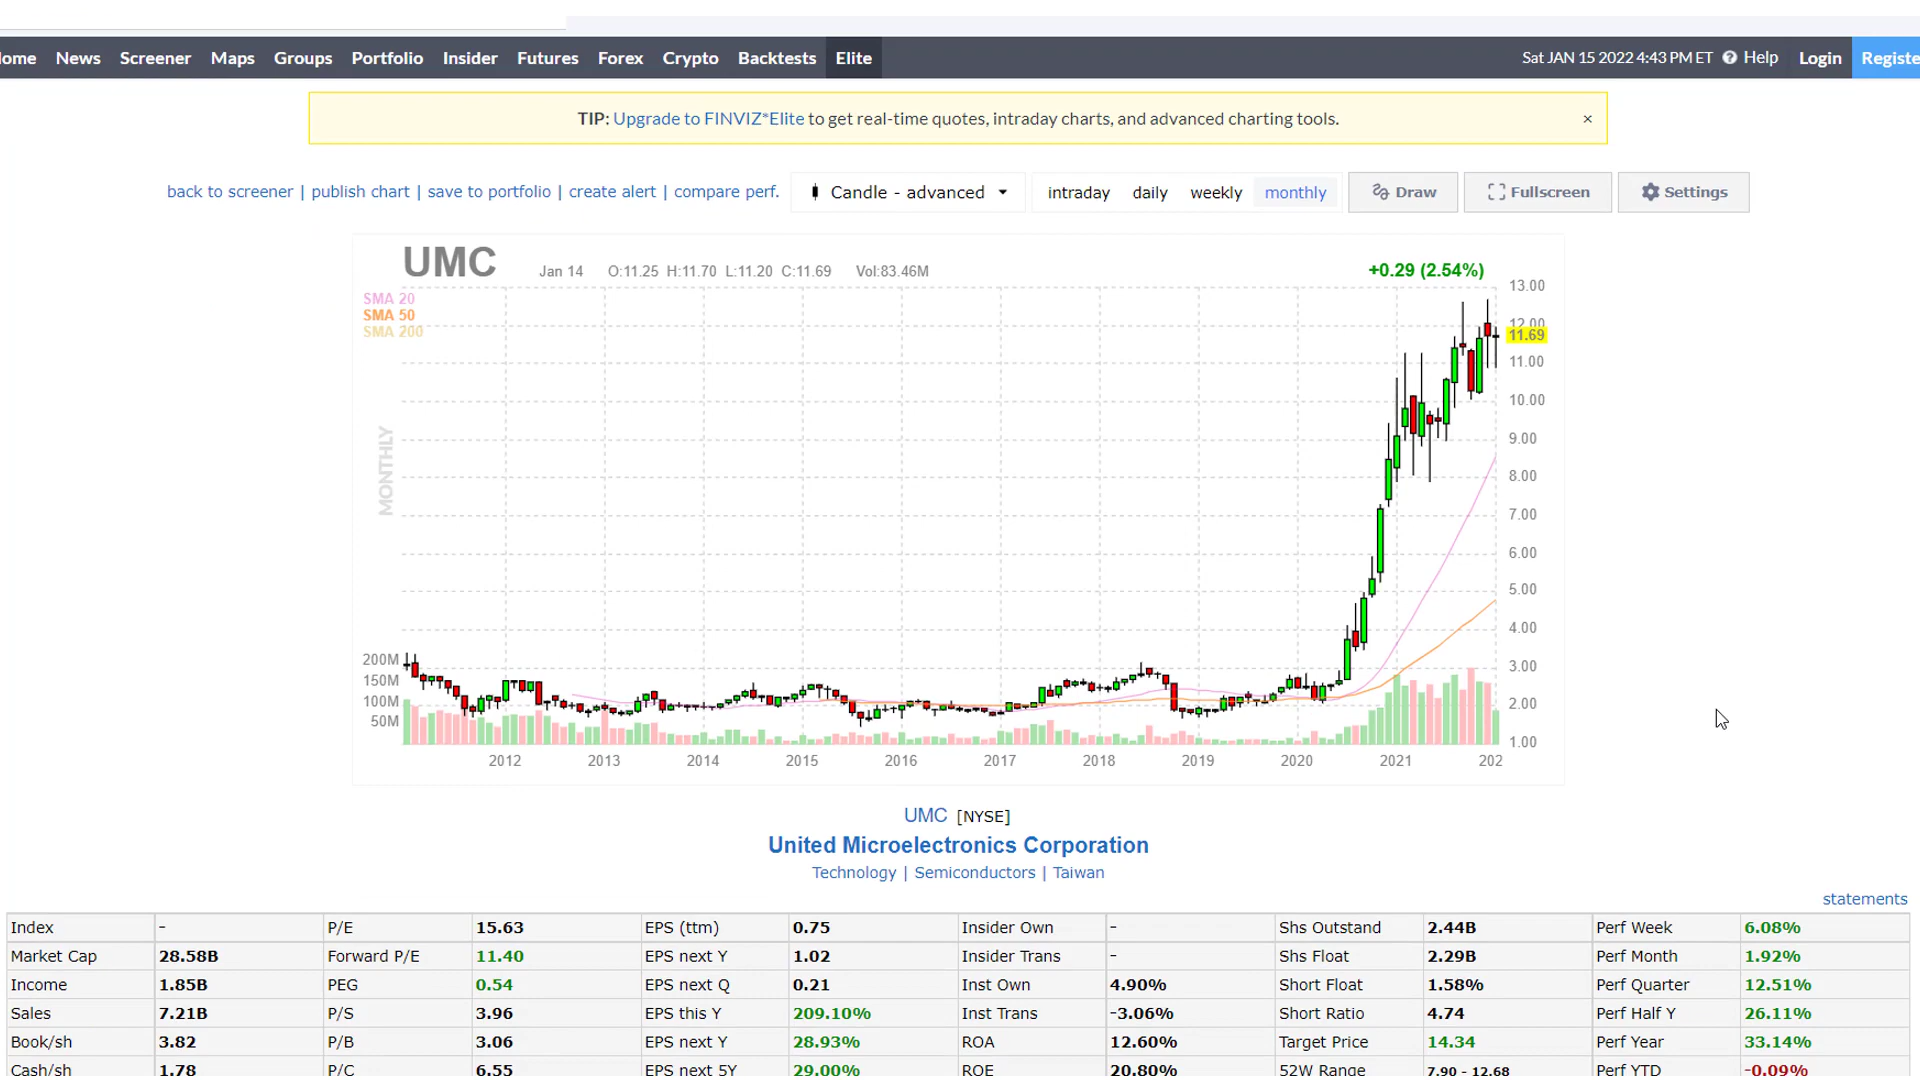 ome News Screener Maps Groups Portfolio Insider Futures Forex Crypto Backtests Elite Sat JAN 15 2022 4:43 PM ET Help Login Registe
TIP: Upgrade to FINVIZ*Elite to get real-time quotes, intraday charts, and advanced charting tools. ×
back to screener | publish chart | save to portfolio | create alert | compare perf. Candle - advanced intraday daily weekly monthly Draw Fullscreen Settings
UMC Jan 14 O:11.25 H:11.70 L:11.20 C:11.69 Vol:83.46M +0.29 (2.54%)
SMA 20
SMA 50
SMA 200
MONTHLY
13.00
12.00
11.69
11.00
10.00
9.00
8.00
7.00
6.00
5.00
4.00
3.00
2.00
1.00
200M
150M
100M
50M
2012 2013 2014 2015 2016 2017 2018 2019 2020 2021 202
UMC [NYSE]
United Microelectronics Corporation
Technology | Semiconductors | Taiwan
statements
Index - P/E 15.63 EPS (ttm) 0.75 Insider Own - Shs Outstand 2.44B Perf Week 6.08%
Market Cap 28.58B Forward P/E 11.40 EPS next Y 1.02 Insider Trans - Shs Float 2.29B Perf Month 1.92%
Income 1.85B PEG 0.54 EPS next Q 0.21 Inst Own 4.90% Short Float 1.58% Perf Quarter 12.51%
Sales 7.21B P/S 3.96 EPS this Y 209.10% Inst Trans -3.06% Short Ratio 4.74 Perf Half Y 26.11%
Book/sh 3.82 P/B 3.06 EPS next Y 28.93% ROA 12.60% Target Price 14.34 Perf Year 33.14%
Cash/sh 1.78 P/C 6.55 EPS next 5Y 29.00% ROE 20.80% 52W Range 7.90 - 12.68 Perf YTD -0.09%